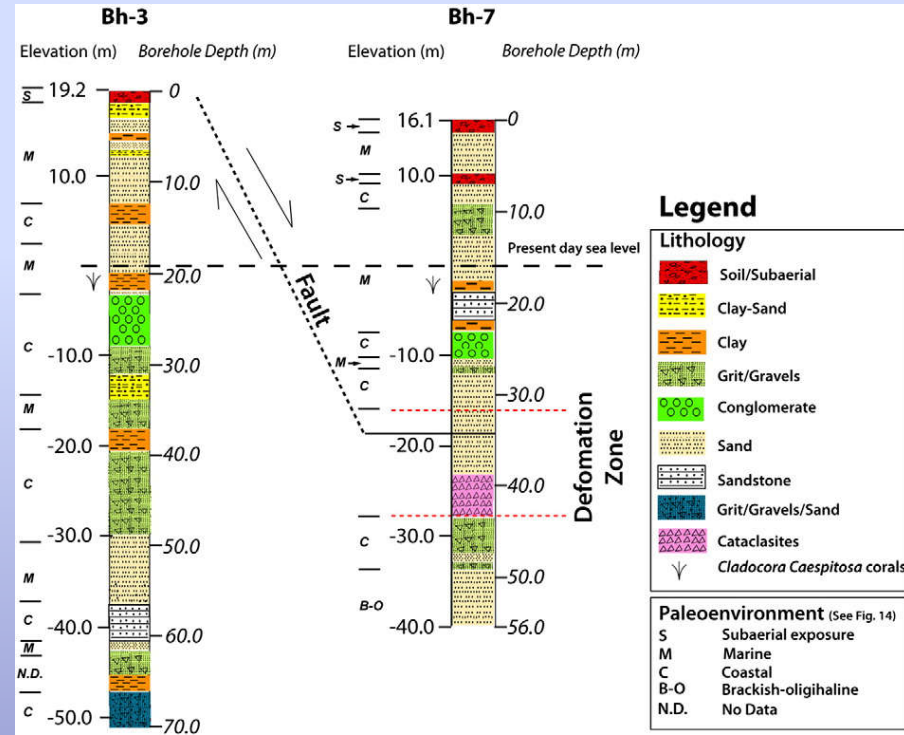 Bh-3
Bh-7
Elevation (m)
Borehole Depth (m)
Elevation (m)
Borehole Depth (m)
19.2
0
S
M
10.0
10.0
C
M
20.0
C
-10.0
30.0
M
-20.0
40.0
C
-30.0
50.0
M
C
-40.0
60.0
M
N.D.
C
-50.0
70.0
Fault
16.1
0
S
M
S
10.0
C
10.0
Present day sea level
M
20.0
C
-10.0
M
C
30.0
-20.0
40.0
-30.0
C
50.0
B-O
-40.0
56.0
Defomation
Zone
Legend
Lithology
Soil/Subaerial
Clay-Sand
Clay
Grit/Gravels
Conglomerate
Sand
Sandstone
Grit/Gravels/Sand
Cataclasites
Cladocora Caespitosa corals
Paleoenvironment (See Fig. 14)
S Subaerial exposure
M Marine
C Coastal
B-O Brackish-oligihaline
N.D. No Data